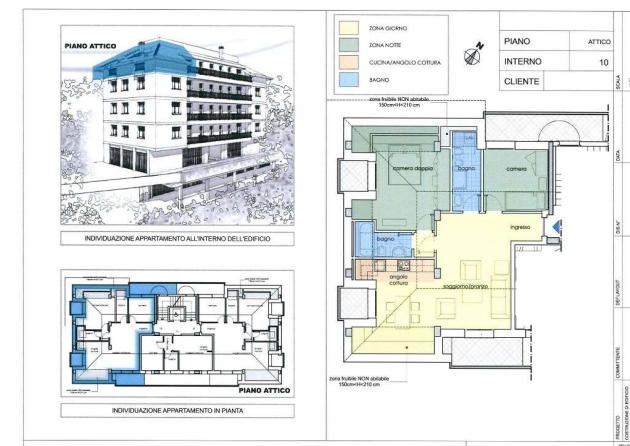 PIANO ATTICO
INDIVIDUAZIONE APPARTAMENTO ALL'INTERNO DELL'EDIFICIO
PIANO ATTICO
INDIVIDUAZIONE APPARTAMENTO IN PIANTA
ZONA GIORNO
ZONA NOTTE
CUCINA/ANGOLO COTTURA
BAGNO
N
PIANO ATTICO
INTERNO 10
CLIENTE
zona fruibile NON abitabile
150cm<H<210 cm
camera doppia
bagno
camera
ingresso
bagno
angolo
cottura
soggiorno/pranzo
zona fruibile NON abitabile
150cm<H<210 cm
SCALA
DATA
DIS.N°
DEF.LAYOUT
COMMITTENTE
PROGETTO
COSTRUZIONE DI EDIFICIO